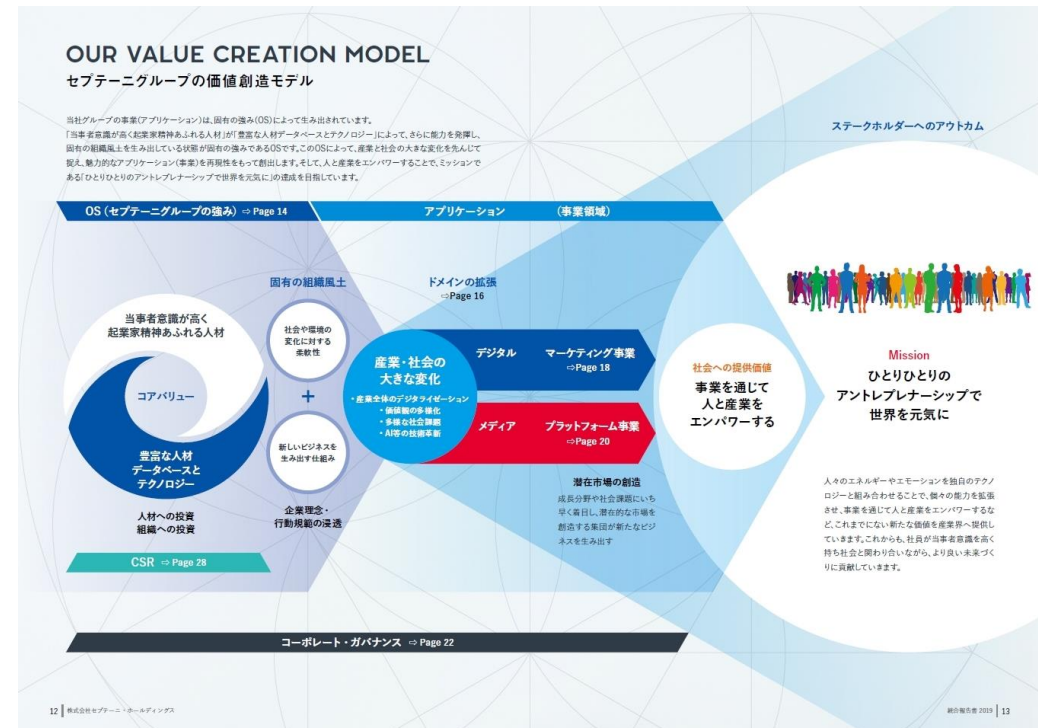 OUR VALUE CREATION MODEL
セプテーニグループの価値創造モデル
当社グループの事業(アプリケーション)は、固有の強み(OS)によって生み出されています。
「当事者意識が高く起業家精神あふれる人材」が「豊富な人材データベースとテクノロジー」によって、さらに能力を発揮し、
固有の組織風土を生み出している状態が固有の強みであるOSです。このOSによって、産業と社会の大きな変化を先んじて
捉え、魅力的なアプリケーション(事業)を再現性をもって創出します。そして、人と産業をエンパワーすることで、ミッションで
ある「ひとりひとりのアントレプレナーシップで世界を元気に」の達成を目指しています。
ステークホルダーへのアウトカム
OS（セプテーニグループの強み） ⇨ Page 14
アプリケーション （事業領域）
当事者意識が高く
起業家精神あふれる人材
コアバリュー
豊富な人材
データベースと
テクノロジー
人材への投資
組織への投資
CSR ⇨ Page 28
固有の組織風土
社会や環境の
変化に対する
柔軟性
+
新しいビジネスを
生み出す仕組み
企業理念・
行動規範の浸透
ドメインの拡張
⇨Page 16
産業・社会の
大きな変化
・産業全体のデジタライゼーション
・価値観の多様化
・多様な社会課題
・AI等の技術革新
デジタル マーケティング事業
⇨Page 18
メディア プラットフォーム事業
⇨Page 20
潜在市場の創造
成長分野や社会課題にいち
早く着目し、潜在的な市場を
創造する集団が新たなビジ
ネスを生み出す
社会への提供価値
事業を通じて
人と産業を
エンパワーする
Mission
ひとりひとりの
アントレプレナーシップで
世界を元気に
人々のエネルギーやエモーションを独自のテクノ
ロジーと組み合わせることで、個々の能力を拡張
させ、事業を通じて人と産業をエンパワーするな
ど、これまでにない新たな価値を産業界へ提供し
ていきます。これからも、社員が当事者意識を高く
持ち社会と関わり合いながら、より良い未来づく
りに貢献していきます。
コーポレート・ガバナンス ⇨ Page 22
12 株式会社セプテーニ・ホールディングス
統合報告書 2019 13